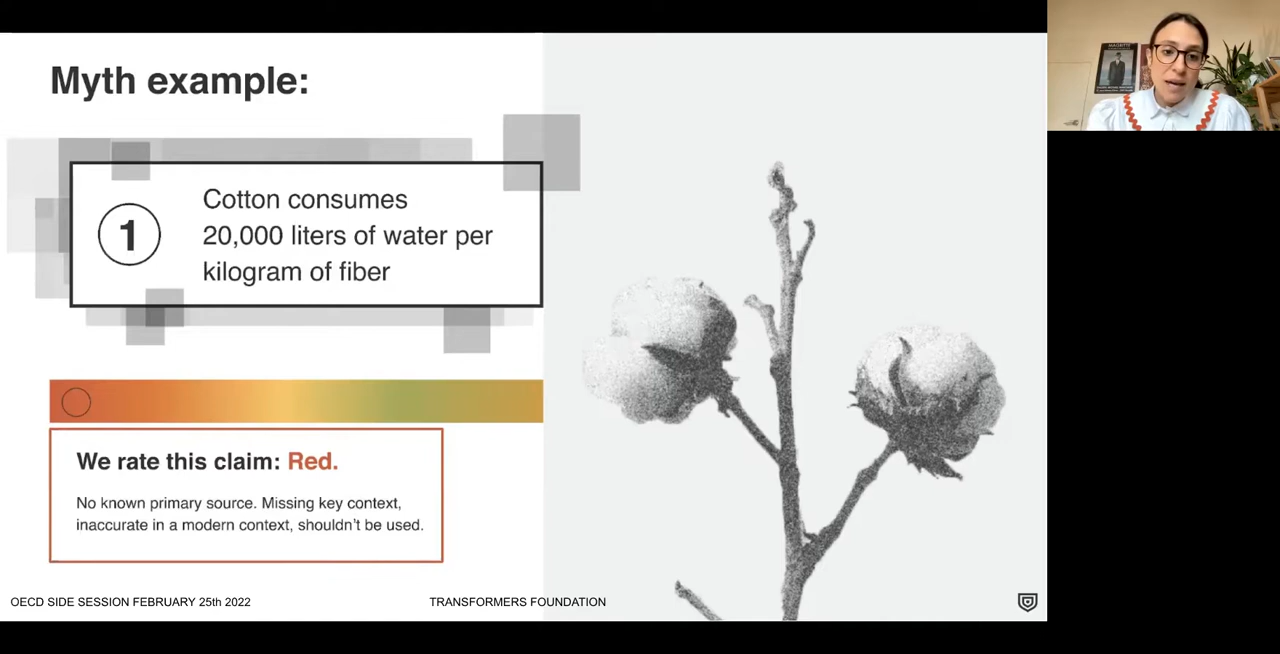 Myth example:
1
Cotton consumes
20,000 liters of water per
kilogram of fiber
We rate this claim: Red.
No known primary source. Missing key context,
inaccurate in a modern context, shouldn't be used.
OECD SIDE SESSION FEBRUARY 25th 2022
TRANSFORMERS FOUNDATION
MAGRITTE